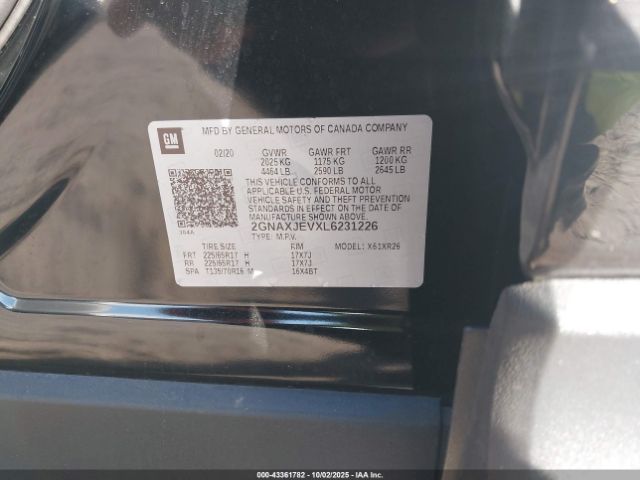 GM
MFD BY GENERAL MOTORS OF CANADA COMPANY
02/20 GVWR GAWR FRT GAWR RR
2025 KG 1175 KG 1200 KG
4464 LB 2590 LB 2645 LB
THIS VEHICLE CONFORMS TO ALL
APPLICABLE U.S. FEDERAL MOTOR
VEHICLE SAFETY AND THEFT PREVENTION
STANDARDS IN EFFECT ON THE DATE OF
MANUFACTURE SHOWN ABOVE.
2GNAXJEVXL6231226
TYPE: M.P.V. MODEL: X61XR26
TIRE SIZE RIM
FRT 225/65R17 H 17X7J
RR 225/65R17 H 17X7J
SPA T135/70R16 M 16X4BT
000-43361782 - 10/02/2025 - COPYRIGHT IAA, LLC